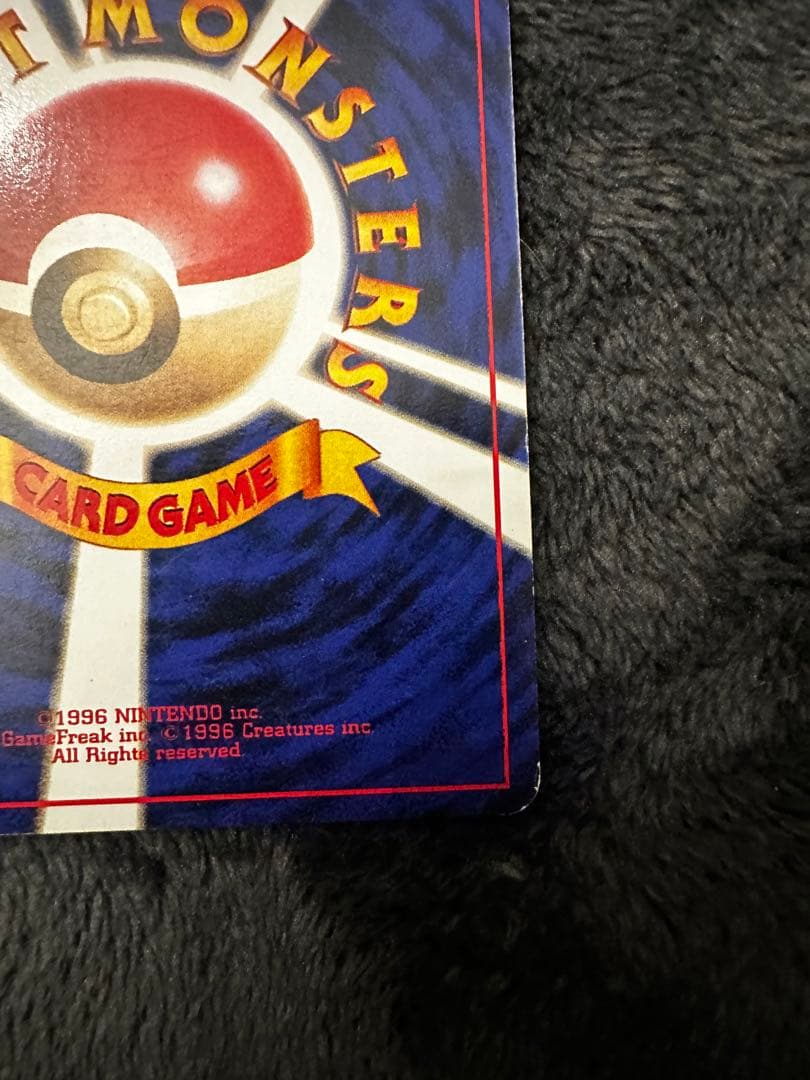 T MONSTERS
CARD GAME
©1996 NINTENDO inc.
GameFreak inc. ©1996 Creatures inc.
All Rights reserved.